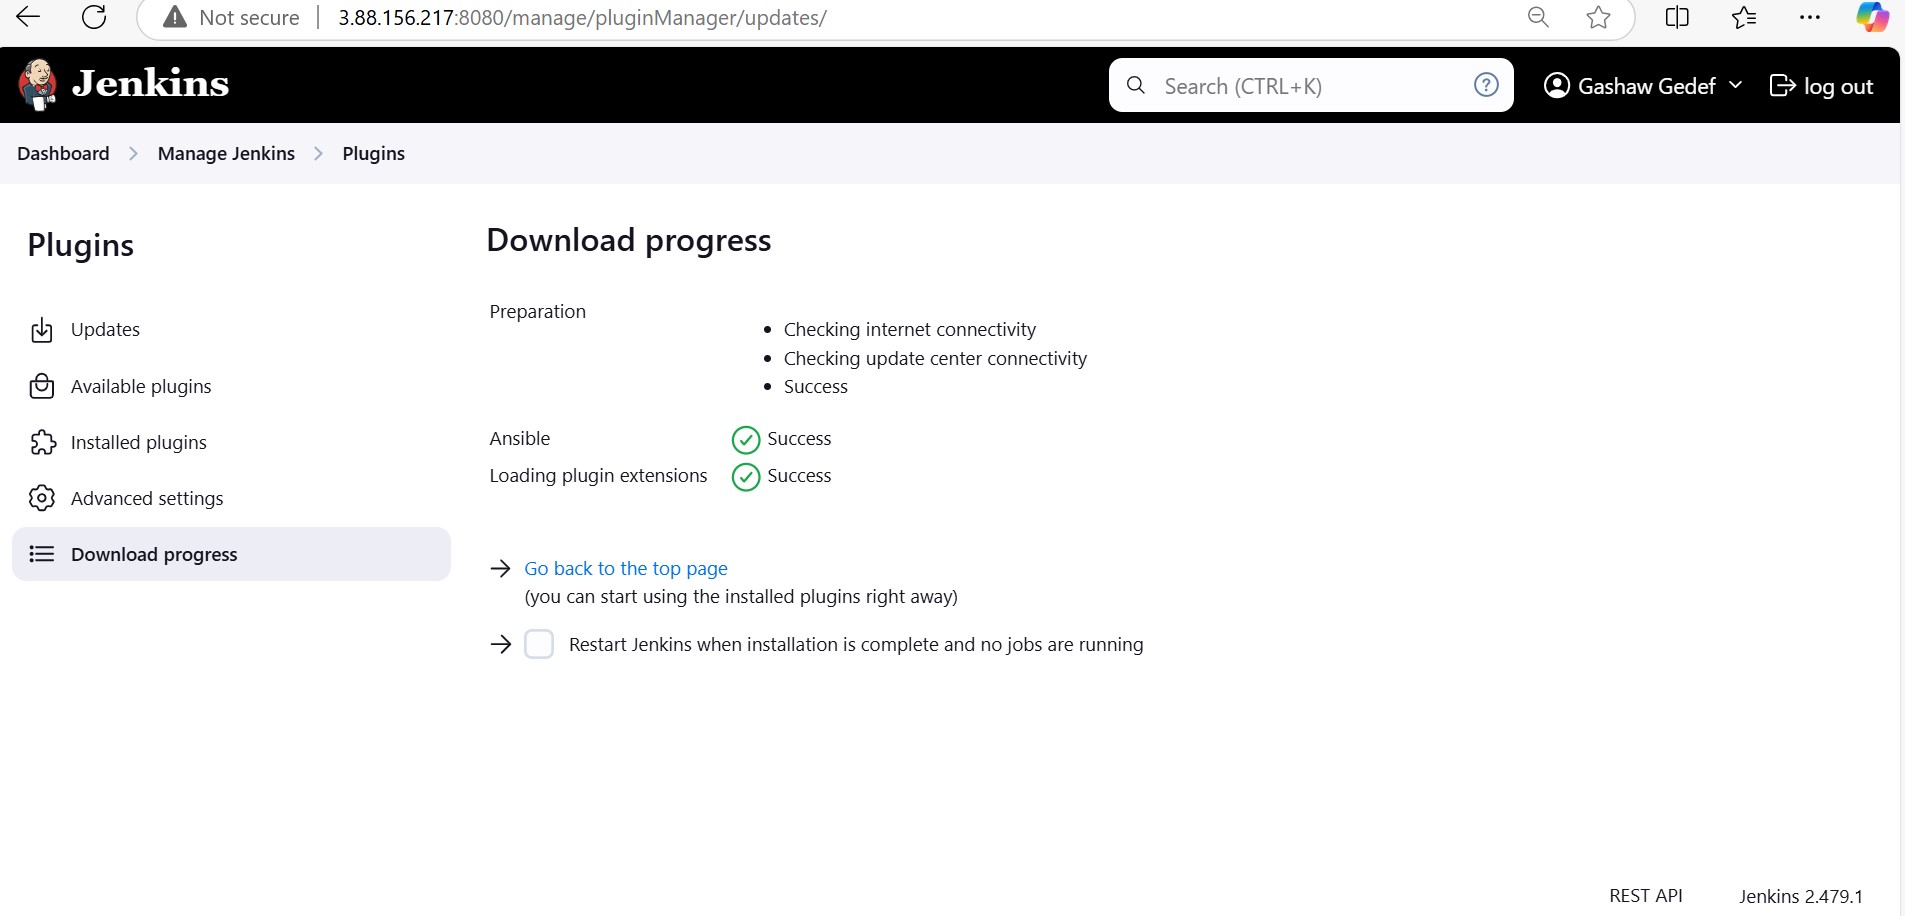 Not secure
3.88.156.217:8080/manage/pluginManager/updates/
Jenkins
Search (CTRL+K)
Gashaw Gedef
log out
Dashboard
Manage Jenkins
Plugins
Plugins
Updates
Available plugins
Installed plugins
Advanced settings
Download progress
Download progress
Preparation
Checking internet connectivity
Checking update center connectivity
Success
Ansible Success
Loading plugin extensions Success
Go back to the top page
(you can start using the installed plugins right away)
Restart Jenkins when installation is complete and no jobs are running
REST API
Jenkins 2.479.1